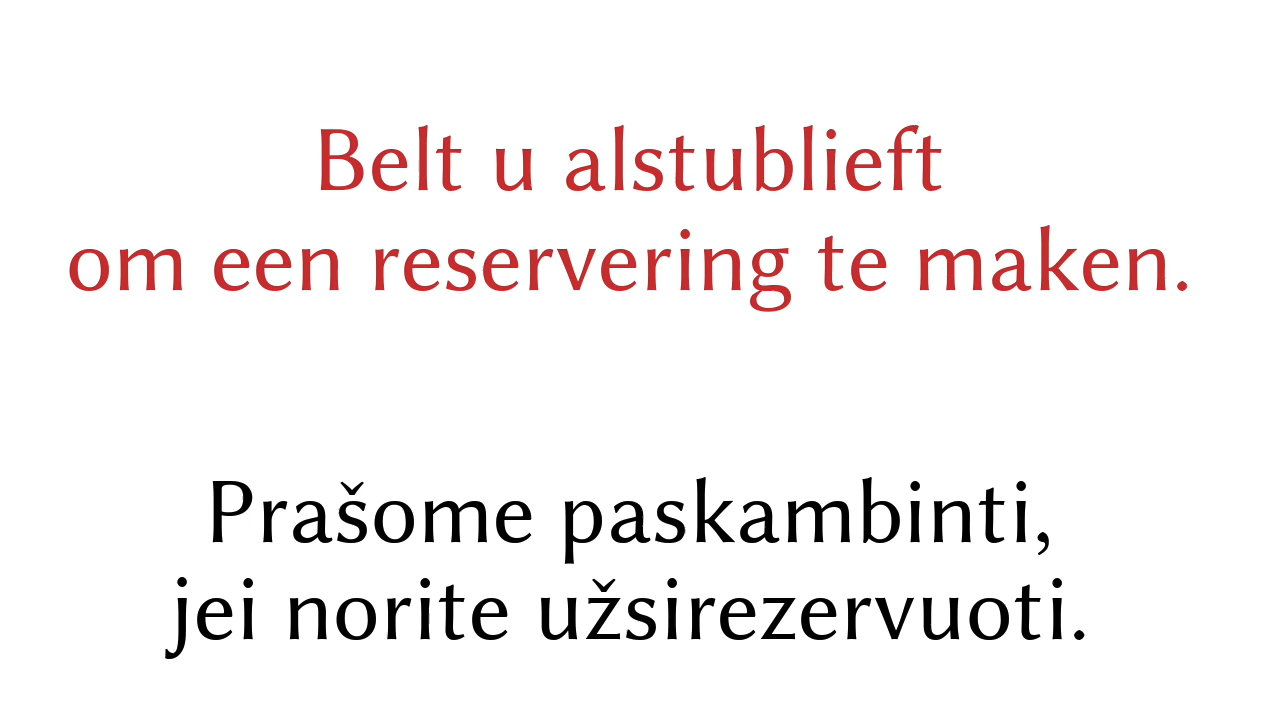 Belt u alstublieft
om een reservering te maken.
Prašome paskambinti,
jei norite užsirezervuoti.